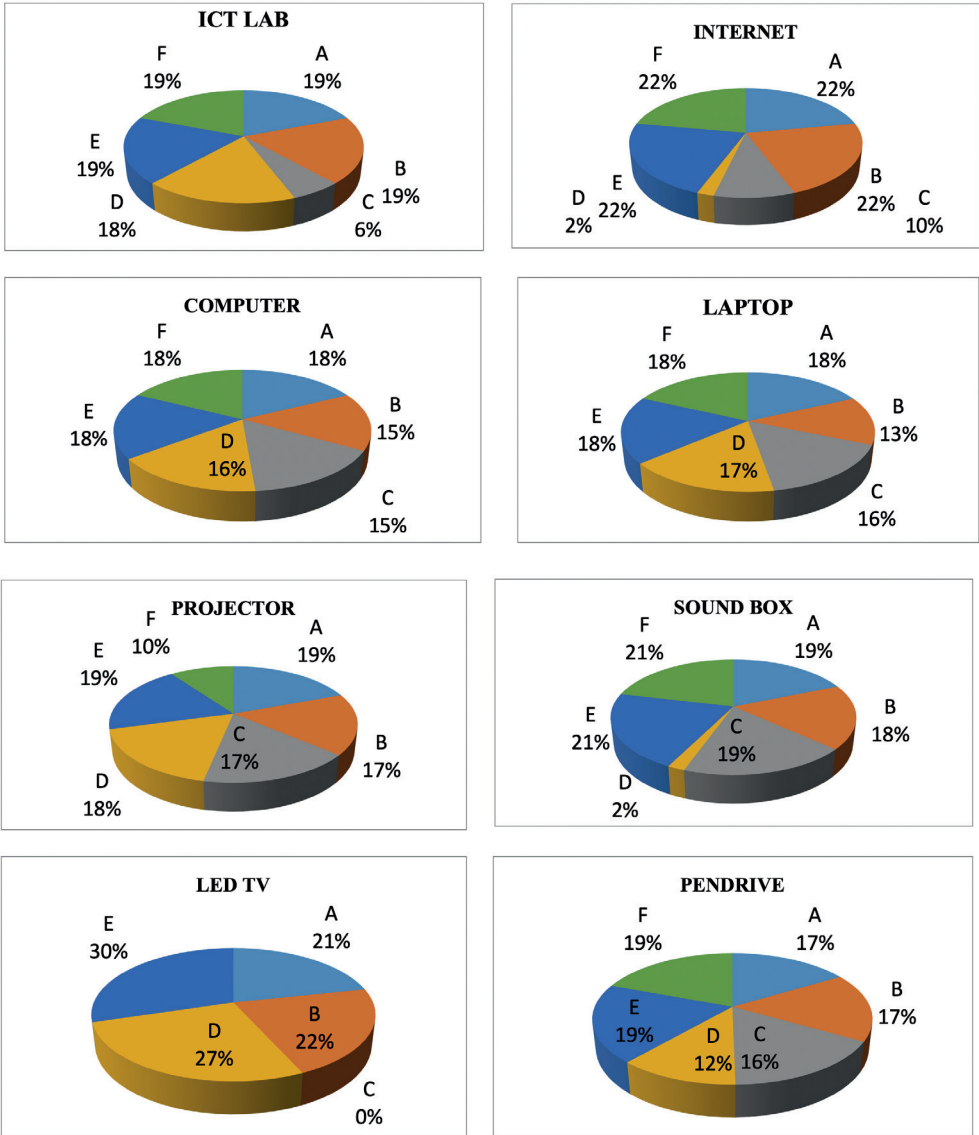 ICT LAB
F
19%
A
19%
E
19%
B
19%
D
18%
C
6%
INTERNET
F
22%
A
22%
D
2%
E
22%
B
22%
C
10%
COMPUTER
F
18%
A
18%
E
18%
B
15%
D
16%
C
15%
LAPTOP
F
18%
A
18%
E
18%
B
13%
D
17%
C
16%
PROJECTOR
F
10%
A
19%
E
19%
C
17%
B
17%
D
18%
SOUND BOX
F
21%
A
19%
E
21%
C
19%
B
18%
D
2%
LED TV
E
30%
A
21%
D
27%
B
22%
C
0%
PENDRIVE
F
19%
A
17%
E
19%
D
12%
C
16%
B
17%